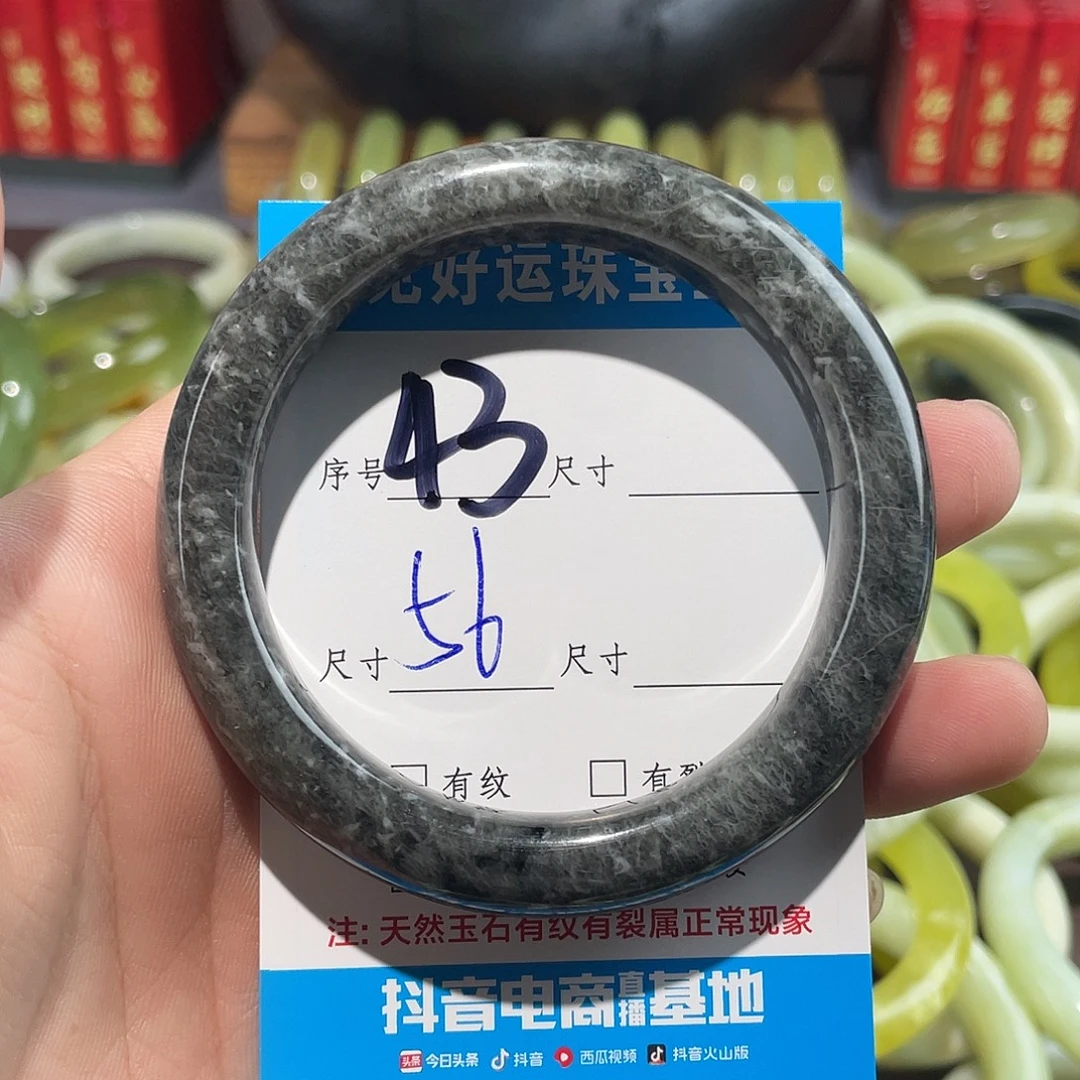 好运珠宝
序号 43 尺寸
尺寸 56 尺寸
有纹 有裂
注: 天然玉石有纹有裂属正常现象
抖音电商直播基地
头条 今日头条 抖音 西瓜视频 抖音火山版